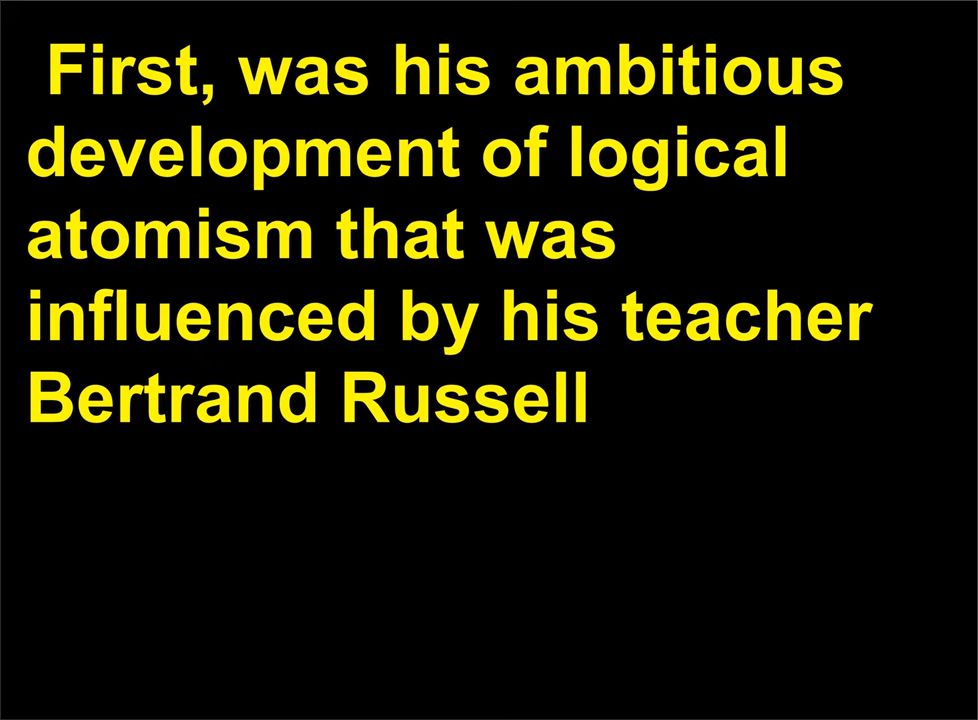 First, was his ambitious
development of logical
atomism that was
influenced by his teacher
Bertrand Russell